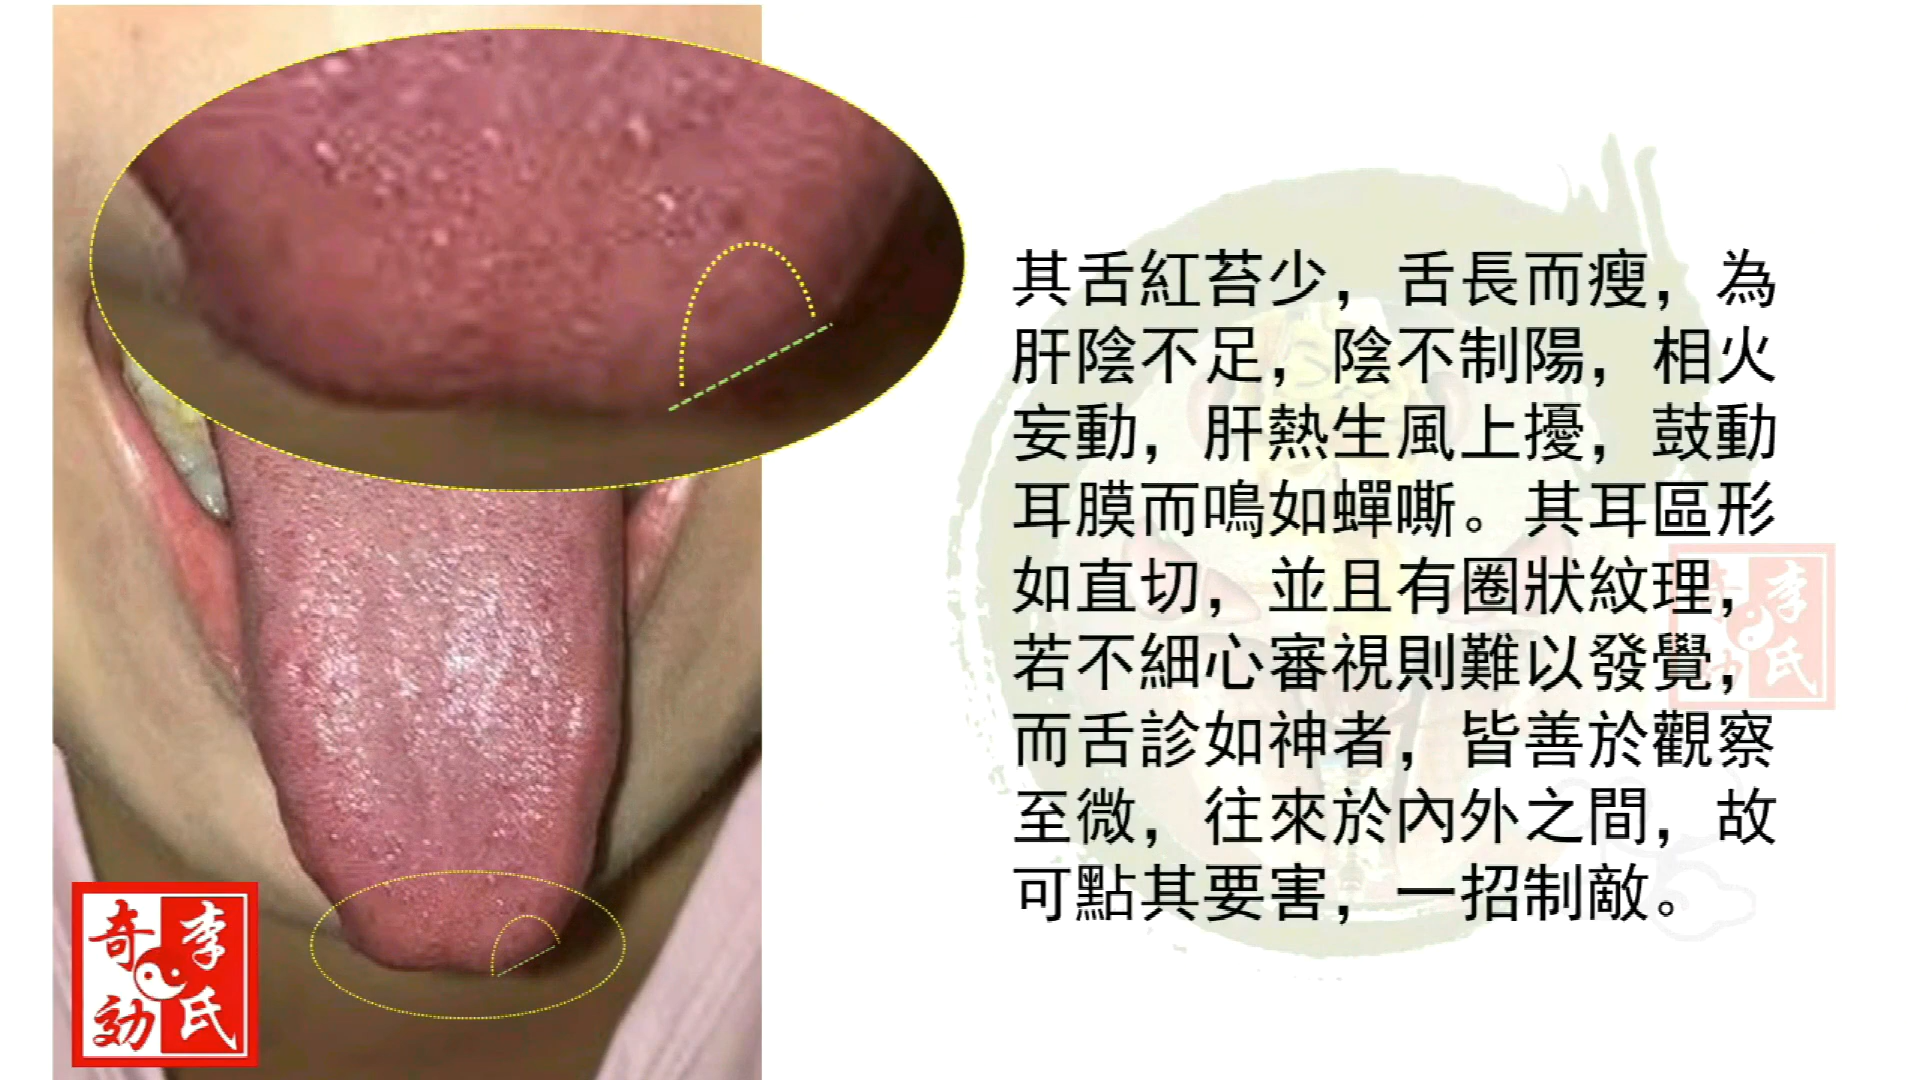 其舌紅苔少，舌長而瘦，為
肝陰不足，陰不制陽，相火
妄動，肝熱生風上擾，鼓動
耳膜而鳴如蟬嘶。其耳區形
如直切，並且有圈狀紋理，
若不細心審視則難以發覺，
而舌診如神者，皆善於觀察
至微，往來於內外之間，故
可點其要害，一招制敵。
李氏
奇効
李氏
奇効